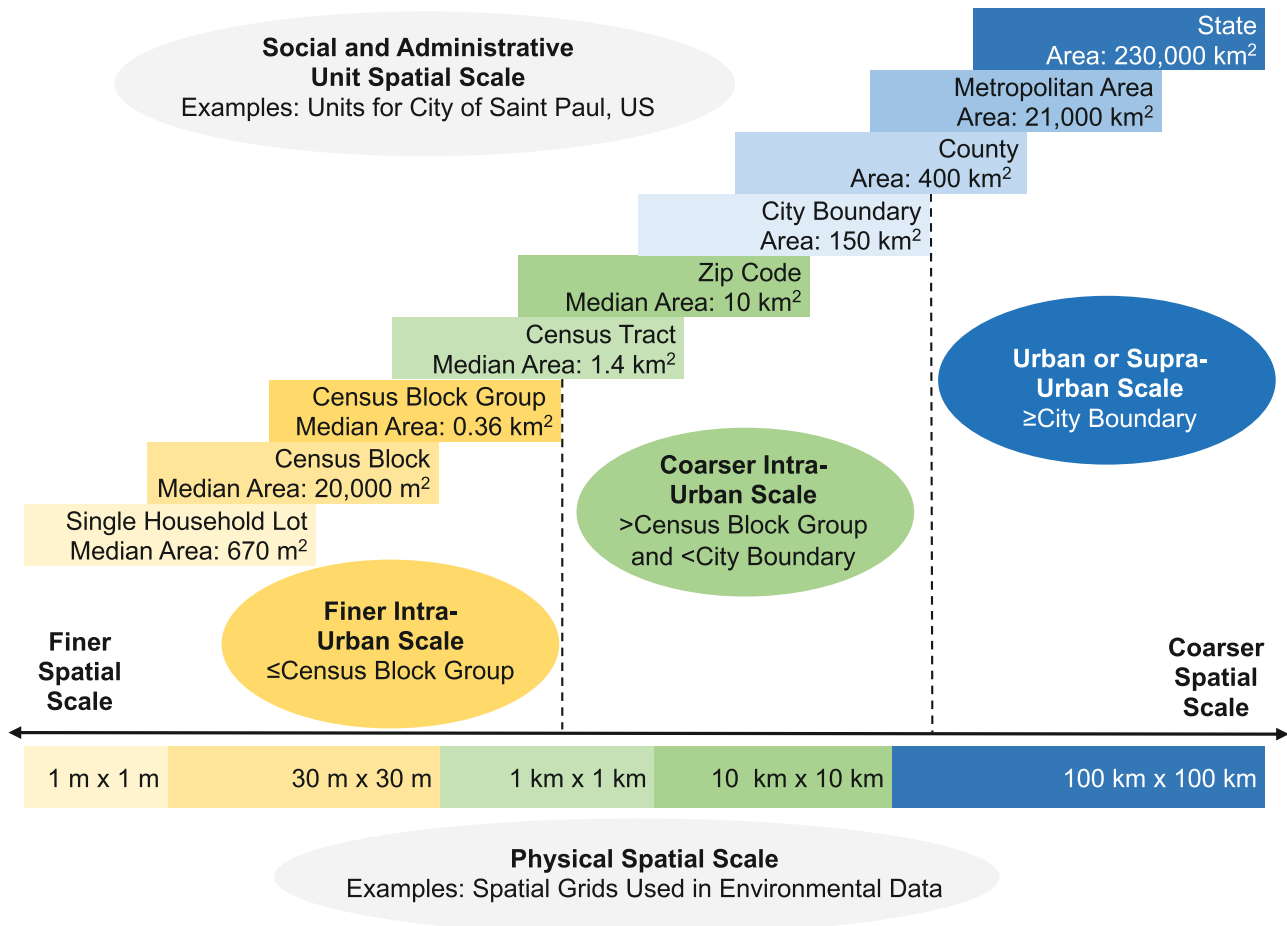 Social and Administrative
Unit Spatial Scale
Examples: Units for City of Saint Paul, US
State
Area: 230,000 km²
Metropolitan Area
Area: 21,000 km²
County
Area: 400 km²
City Boundary
Area: 150 km²
Zip Code
Median Area: 10 km²
Census Tract
Median Area: 1.4 km²
Census Block Group
Median Area: 0.36 km²
Census Block
Median Area: 20,000 m²
Single Household Lot
Median Area: 670 m²
Urban or Supra-
Urban Scale
≥City Boundary
Coarser Intra-
Urban Scale
>Census Block Group
and <City Boundary
Finer Intra-
Urban Scale
≤Census Block Group
Finer
Spatial
Scale
Coarser
Spatial
Scale
1 m x 1 m
30 m x 30 m
1 km x 1 km
10 km x 10 km
100 km x 100 km
Physical Spatial Scale
Examples: Spatial Grids Used in Environmental Data